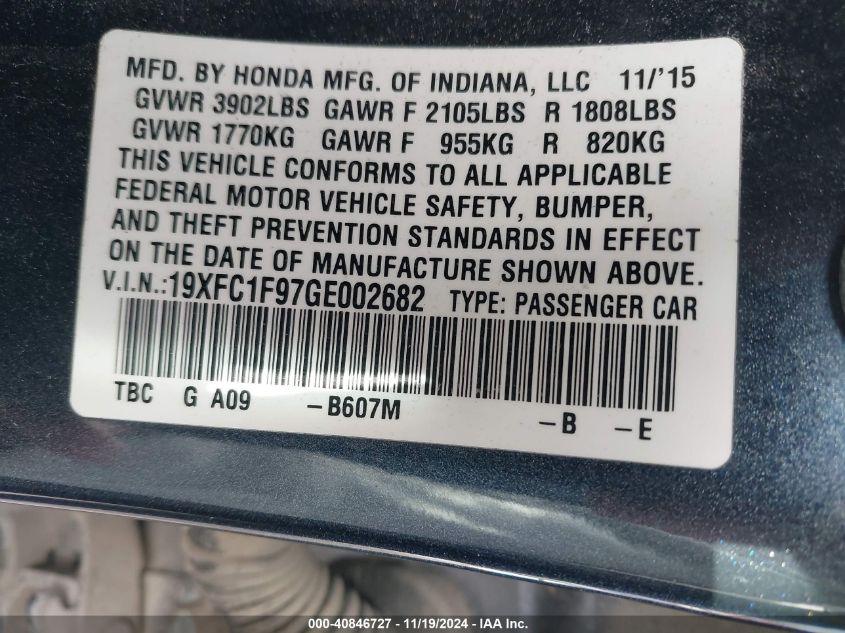 MFD. BY HONDA MFG. OF INDIANA, LLC 11/'15
GVWR 3902LBS GAWR F 2105LBS R 1808LBS
GVWR 1770KG GAWR F 955KG R 820KG
THIS VEHICLE CONFORMS TO ALL APPLICABLE
FEDERAL MOTOR VEHICLE SAFETY, BUMPER,
AND THEFT PREVENTION STANDARDS IN EFFECT
ON THE DATE OF MANUFACTURE SHOWN ABOVE.
V.I.N.:19XFC1F97GE002682 TYPE: PASSENGER CAR
TBC G A09 -B607M -B -E
000-40846727 - 11/19/2024 - IAA Inc.